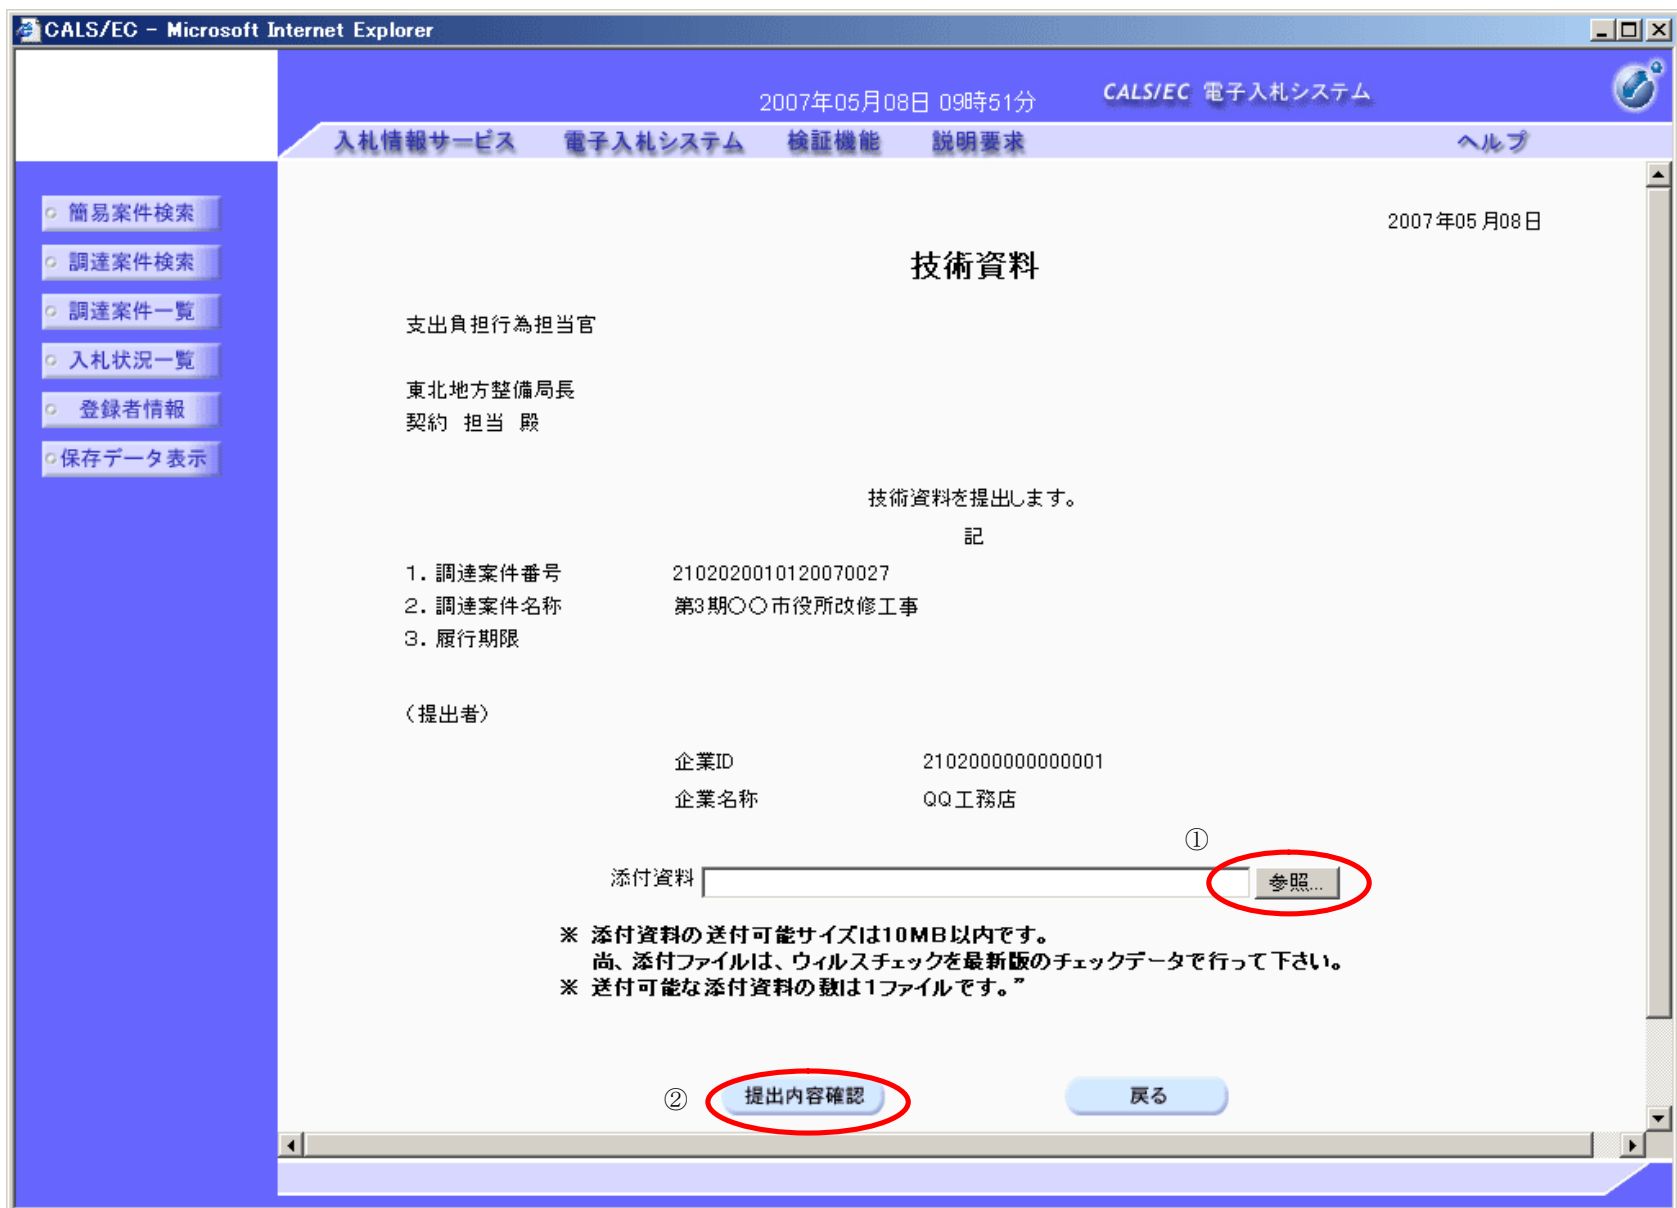 CALS/EC - Microsoft Internet Explorer
2007年05月08日 09時51分
CALS/EC 電子入札システム
入札情報サービス 電子入札システム 検証機能 説明要求 ヘルプ
簡易案件検索
調達案件検索
調達案件一覧
入札状況一覧
登録者情報
保存データ表示
2007年05月08日
技術資料
支出負担行為担当官
東北地方整備局長
契約 担当 殿
技術資料を提出します。
記
1. 調達案件番号 2102020010120070027
2. 調達案件名称 第3期〇〇市役所改修工事
3. 履行期限
(提出者)
企業ID 2102000000000001
企業名称 QQ工務店
①
添付資料 参照...
※ 添付資料の送付可能サイズは10MB以内です。
尚、添付ファイルは、ウィルスチェックを最新版のチェックデータで行って下さい。
※ 送付可能な添付資料の数は1ファイルです。”
② 提出内容確認 戻る